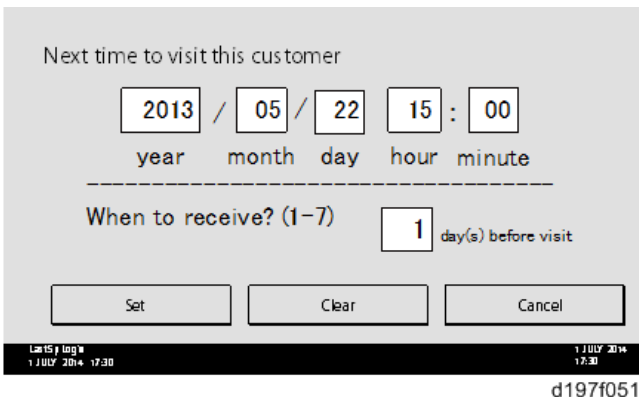 Next time to visit this customer
2013 / 05 / 22 15 : 00
year month day hour minute
When to receive? (1-7) 1 day(s) before visit
Set Clear Cancel
1 JULY 2014
1 JULY 2014 17:30 17:30
d197f051